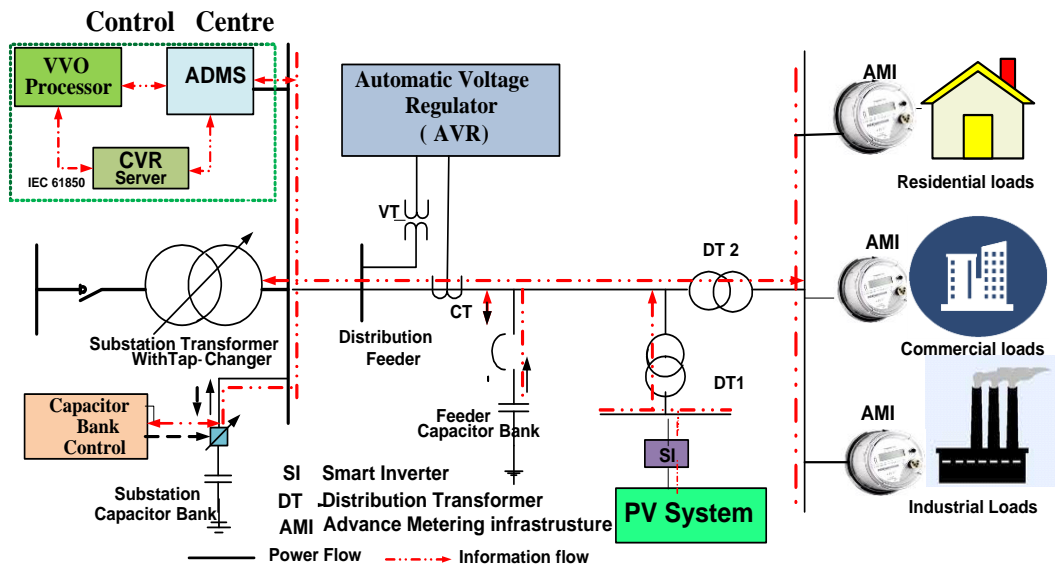 Control Centre
VVO
Processor
ADMS
CVR
Server
IEC 61850
Automatic Voltage
Regulator
( AVR)
VT
CT
Substation Transformer
WithTap-Changer
Distribution
Feeder
Capacitor
Bank
Control
Substation
Capacitor Bank
Feeder
Capacitor Bank
DT 2
DT1
SI
PV System
AMI
Residential loads
AMI
Commercial loads
AMI
Industrial Loads
SI Smart Inverter
DT Distribution Transformer
AMI Advance Metering infrastrusture
Power Flow
Information flow